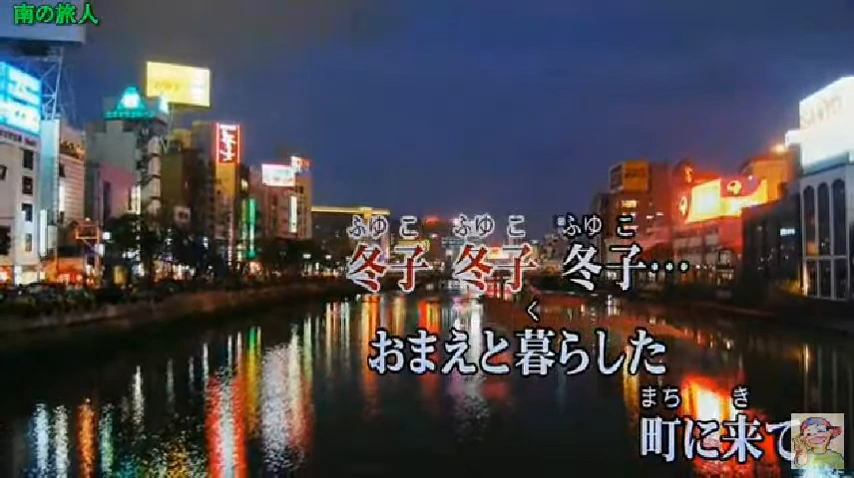 南の旅人
SANYO
ふゆ こ ふゆ こ ふゆ こ
冬子 冬子 冬子…
く
おまえと暮らした
まち き
町に来て